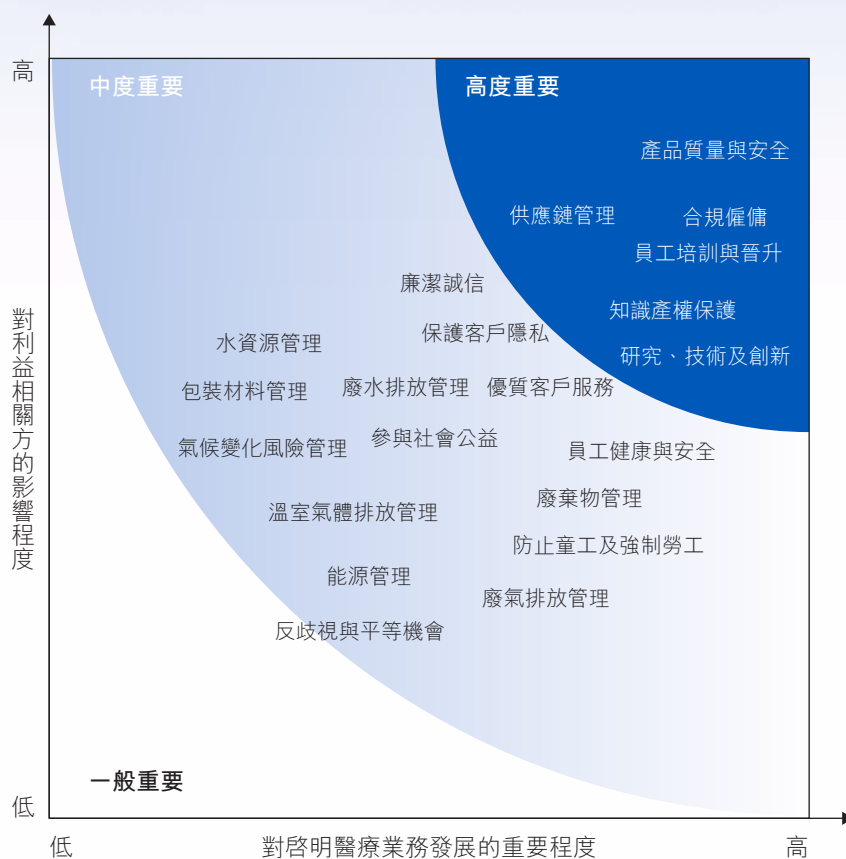 高
中度重要
高度重要
產品質量與安全
供應鏈管理
合規僱傭
員工培訓與晉升
廉潔誠信
知識產權保護
保護客戶隱私
水資源管理
研究、技術及創新
包裝材料管理
廢水排放管理
優質客戶服務
參與社會公益
氣候變化風險管理
員工健康與安全
廢棄物管理
溫室氣體排放管理
防止童工及強制勞工
能源管理
廢氣排放管理
反歧視與平等機會
對利益相關方的影響程度
一般重要
低
低
對啓明醫療業務發展的重要程度
高